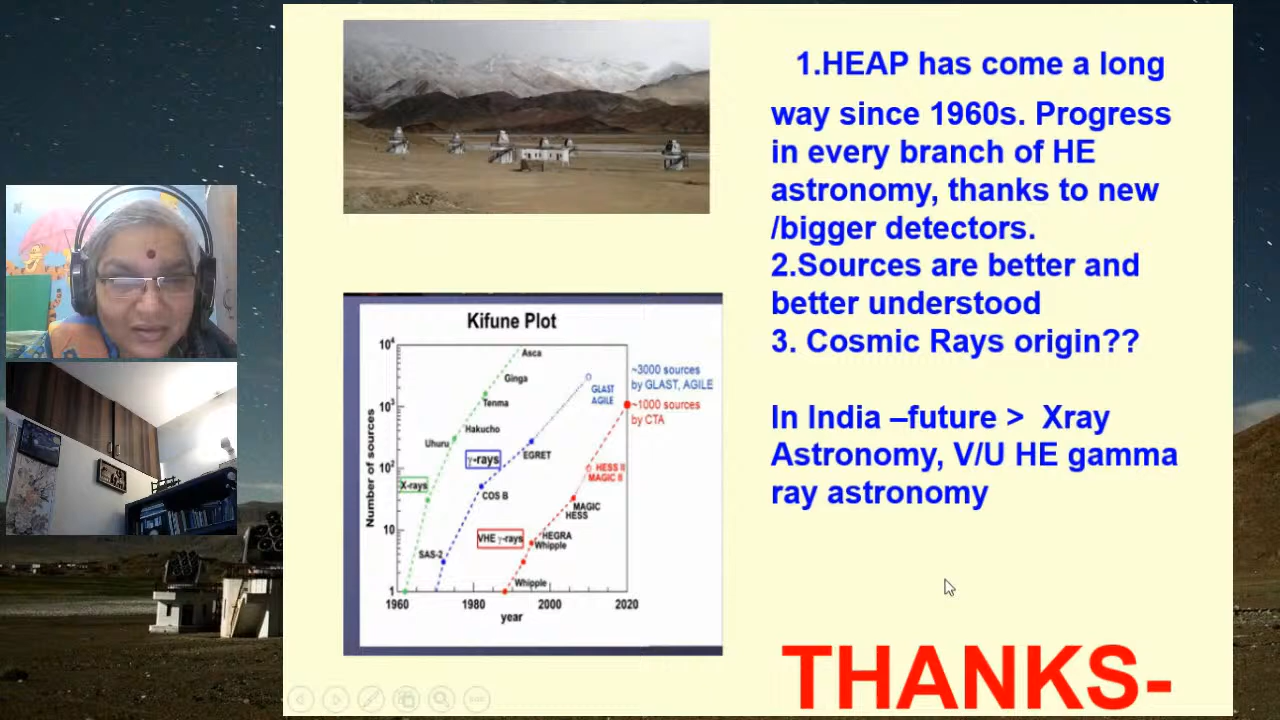 1.HEAP has come a long
way since 1960s. Progress
in every branch of HE
astronomy, thanks to new
/bigger detectors.
2.Sources are better and
better understood
3. Cosmic Rays origin??
In India –future > Xray
Astronomy, V/U HE gamma
ray astronomy
THANKS-
Kifune Plot
Number of sources
10⁴
10³
10²
10
1
1960
1980
2000
2020
year
Asca
Ginga
Tenma
Hakucho
Uhuru
X-rays
γ-rays
EGRET
COS B
SAS-2
GLAST
AGILE
~3000 sources
by GLAST, AGILE
~1000 sources
by CTA
HESS II
MAGIC II
MAGIC
HESS
HEGRA
Whipple
VHE γ-rays
Whipple